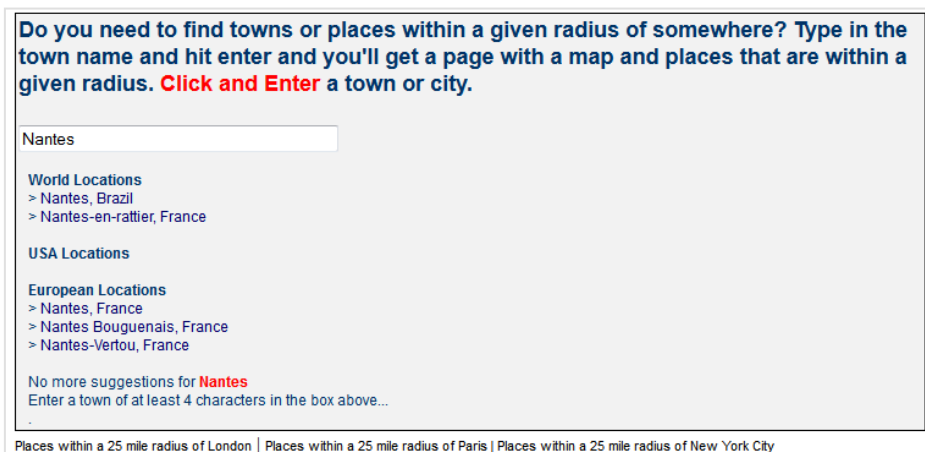 Do you need to find towns or places within a given radius of somewhere? Type in the
town name and hit enter and you'll get a page with a map and places that are within a
given radius. Click and Enter a town or city.
Nantes
World Locations
> Nantes, Brazil
> Nantes-en-rattier, France
USA Locations
European Locations
> Nantes, France
> Nantes Bouguenais, France
> Nantes-Vertou, France
No more suggestions for Nantes
Enter a town of at least 4 characters in the box above...
.
Places within a 25 mile radius of London | Places within a 25 mile radius of Paris | Places within a 25 mile radius of New York City